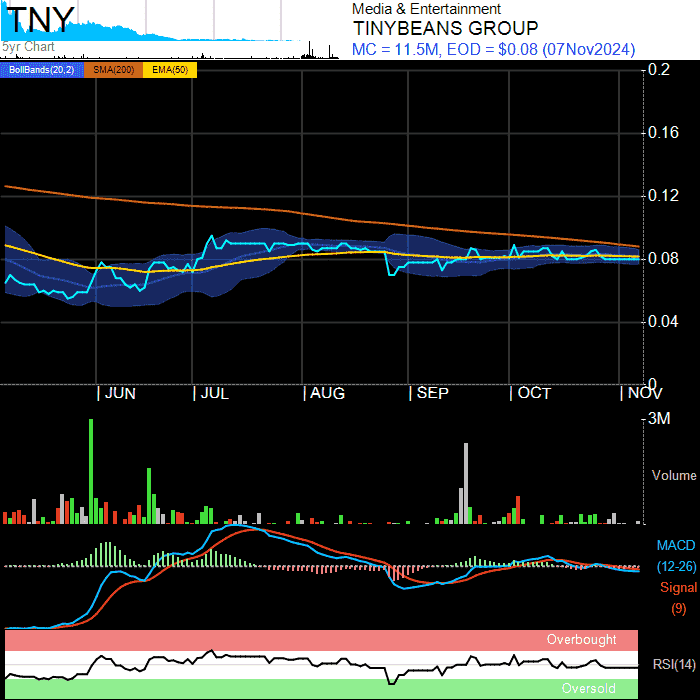 TNY
5yr Chart
Media & Entertainment
TINYBEANS GROUP
MC = 11.5M, EOD = $0.08 (07Nov2024)
BollBands(20,2) SMA(200) EMA(50)
0.2
0.16
0.12
0.08
0.04
0
JUN JUL AUG SEP OCT NOV
3M
Volume
MACD
(12-26)
Signal
(9)
Overbought
RSI(14)
Oversold